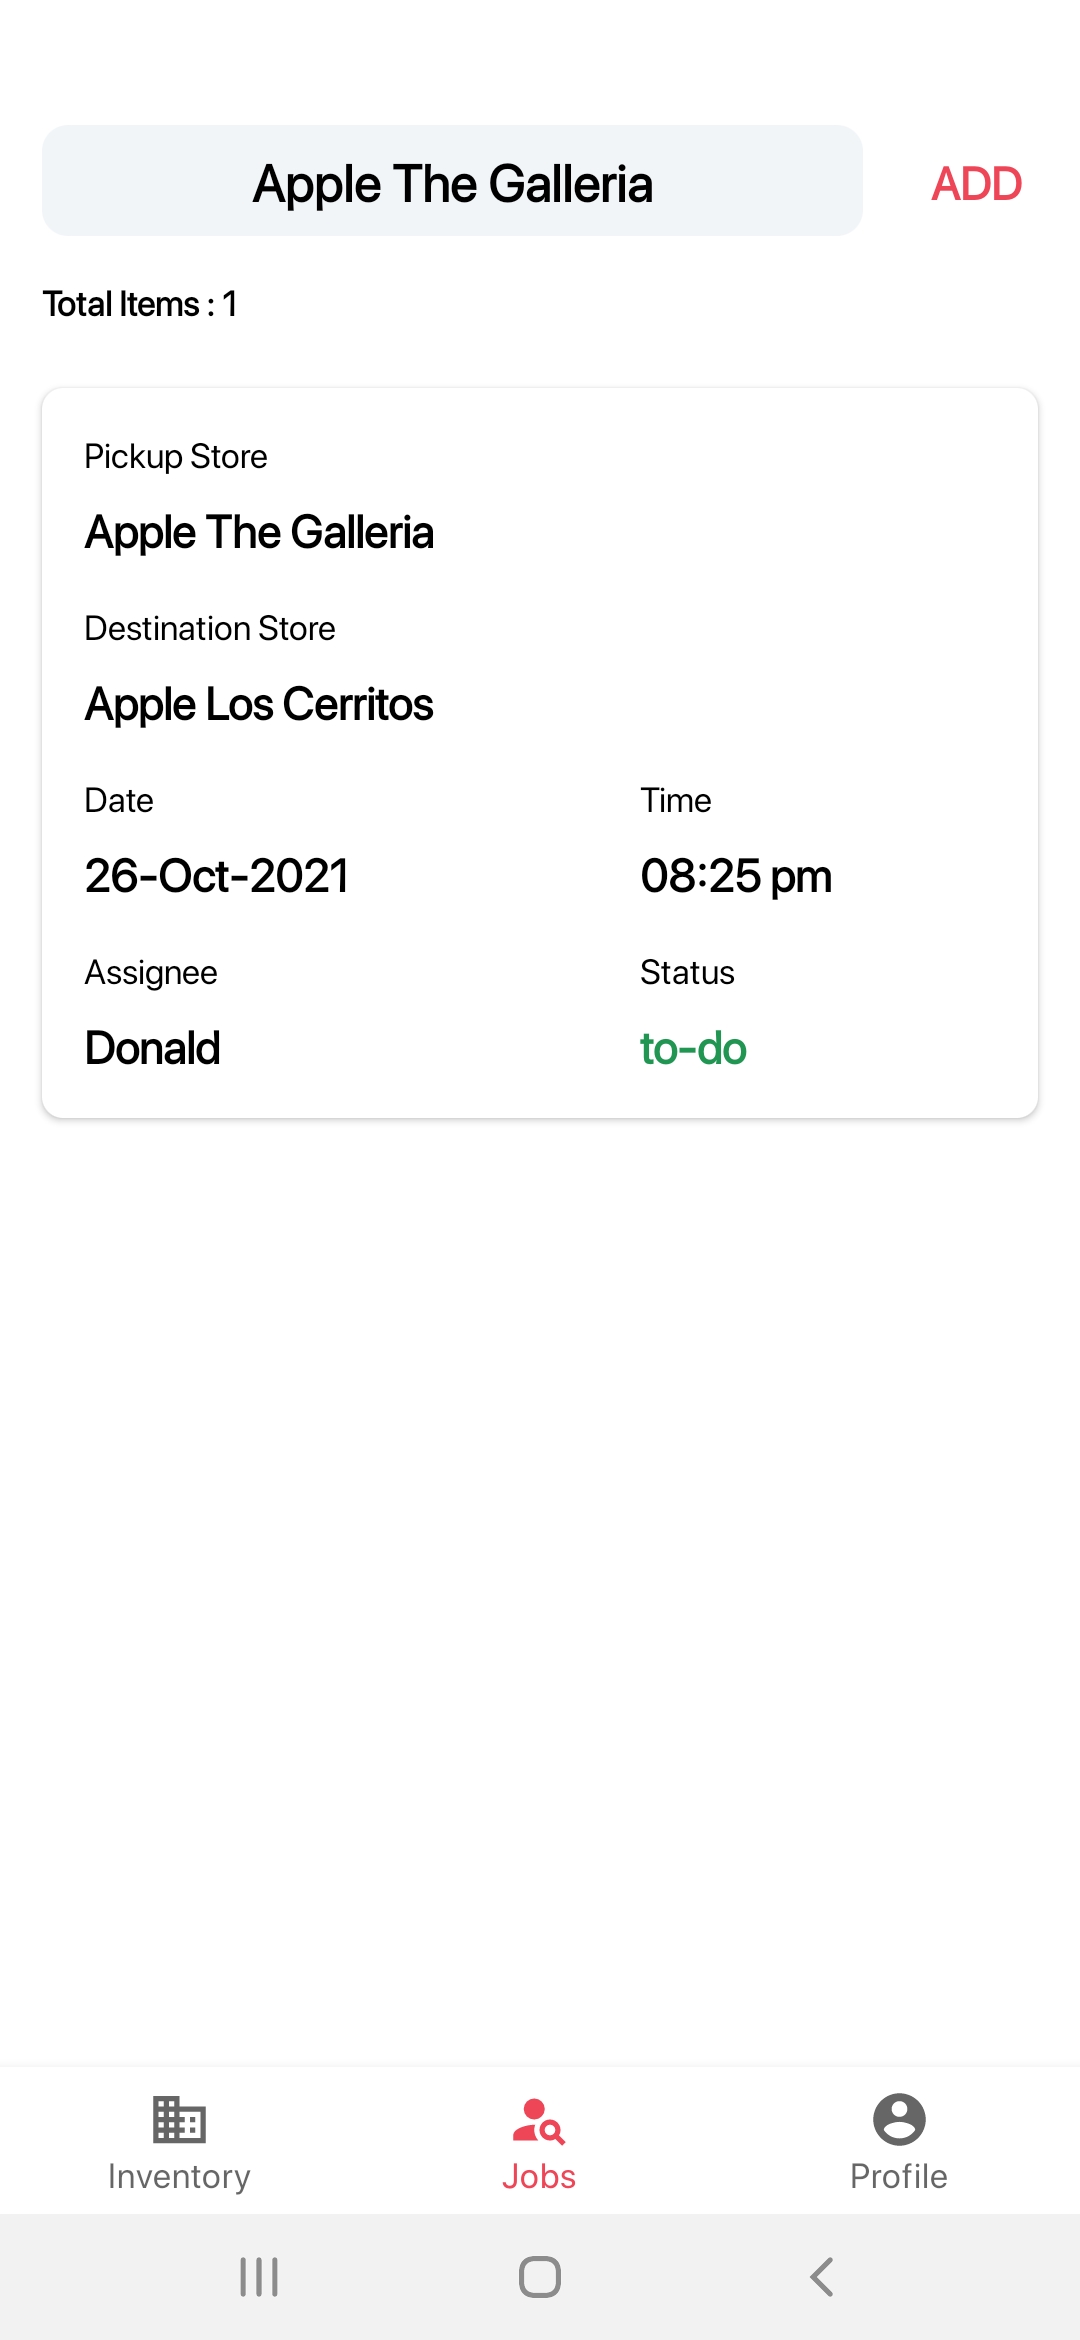 Apple The Galleria
ADD
Total Items : 1
Pickup Store
Apple The Galleria
Destination Store
Apple Los Cerritos
Date
Time
26-Oct-2021
08:25 pm
Assignee
Status
Donald
to-do
Inventory
Jobs
Profile